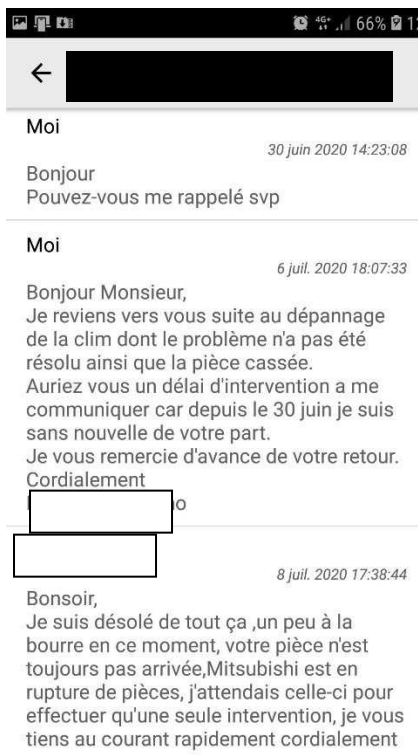 4G+ 66% 12
Moi
30 juin 2020 14:23:08
Bonjour
Pouvez-vous me rappelé svp
Moi
6 juil. 2020 18:07:33
Bonjour Monsieur,
Je reviens vers vous suite au dépannage
de la clim dont le problème n'a pas été
résolu ainsi que la pièce cassée.
Auriez vous un délai d'intervention a me
communiquer car depuis le 30 juin je suis
sans nouvelle de votre part.
Je vous remercie d'avance de votre retour.
Cordialement
o
8 juil. 2020 17:38:44
Bonsoir,
Je suis désolé de tout ça ,un peu à la
bourre en ce moment, votre pièce n'est
toujours pas arrivée,Mitsubishi est en
rupture de pièces, j'attendais celle-ci pour
effectuer qu'une seule intervention, je vous
tiens au courant rapidement cordialement